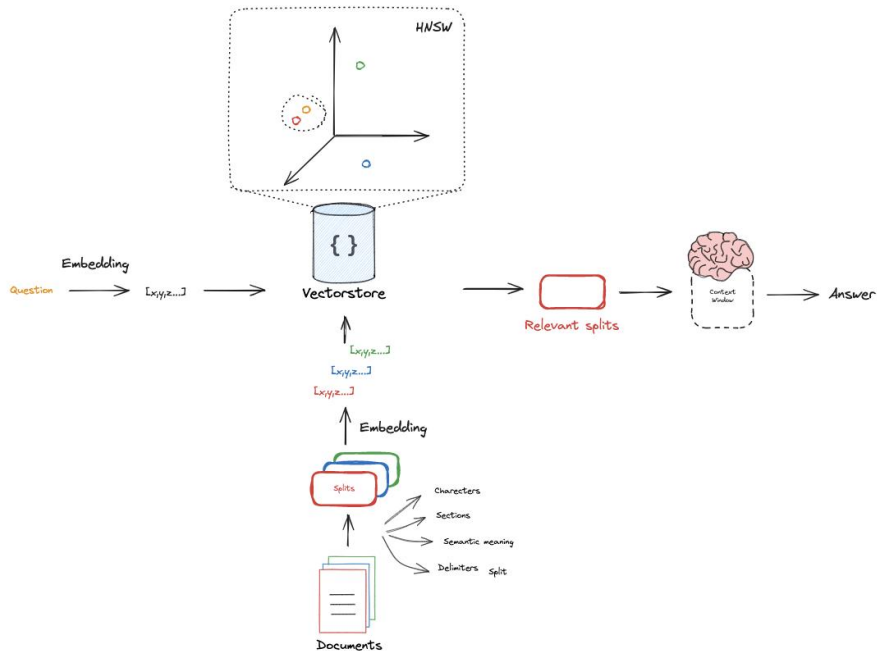 HNSW
{ }
Embedding
Question
[x,y,z...]
Vectorstore
Relevant splits
Context
Window
Answer
[x,y,z...]
[x,y,z...]
[x,y,z...]
Embedding
Splits
Charecters
Sections
Semantic meaning
Delimiters Split
Documents